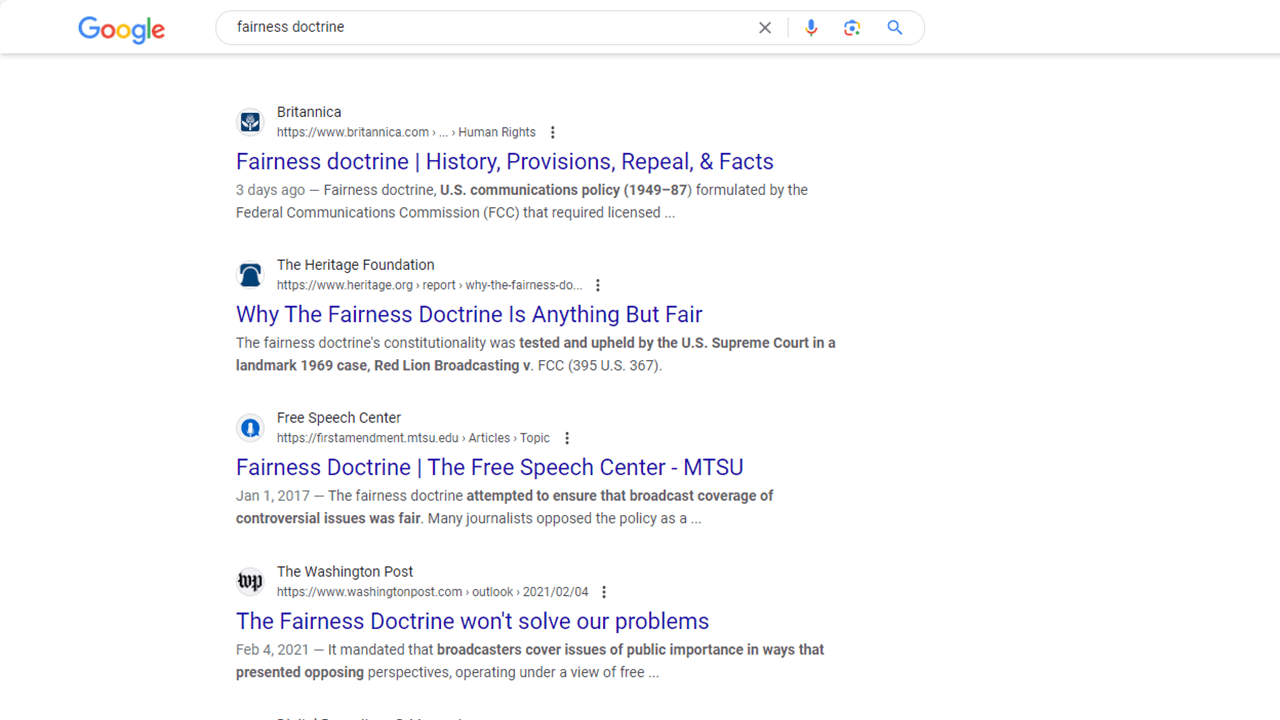 Google
fairness doctrine
Britannica
https://www.britannica.com › ... › Human Rights
Fairness doctrine | History, Provisions, Repeal, & Facts
3 days ago — Fairness doctrine, U.S. communications policy (1949–87) formulated by the
Federal Communications Commission (FCC) that required licensed ...
The Heritage Foundation
https://www.heritage.org › report › why-the-fairness-do...
Why The Fairness Doctrine Is Anything But Fair
The fairness doctrine's constitutionality was tested and upheld by the U.S. Supreme Court in a
landmark 1969 case, Red Lion Broadcasting v. FCC (395 U.S. 367).
Free Speech Center
https://firstamendment.mtsu.edu › Articles › Topic
Fairness Doctrine | The Free Speech Center - MTSU
Jan 1, 2017 — The fairness doctrine attempted to ensure that broadcast coverage of
controversial issues was fair. Many journalists opposed the policy as a ...
wp
The Washington Post
https://www.washingtonpost.com › outlook › 2021/02/04
The Fairness Doctrine won't solve our problems
Feb 4, 2021 — It mandated that broadcasters cover issues of public importance in ways that
presented opposing perspectives, operating under a view of free ...